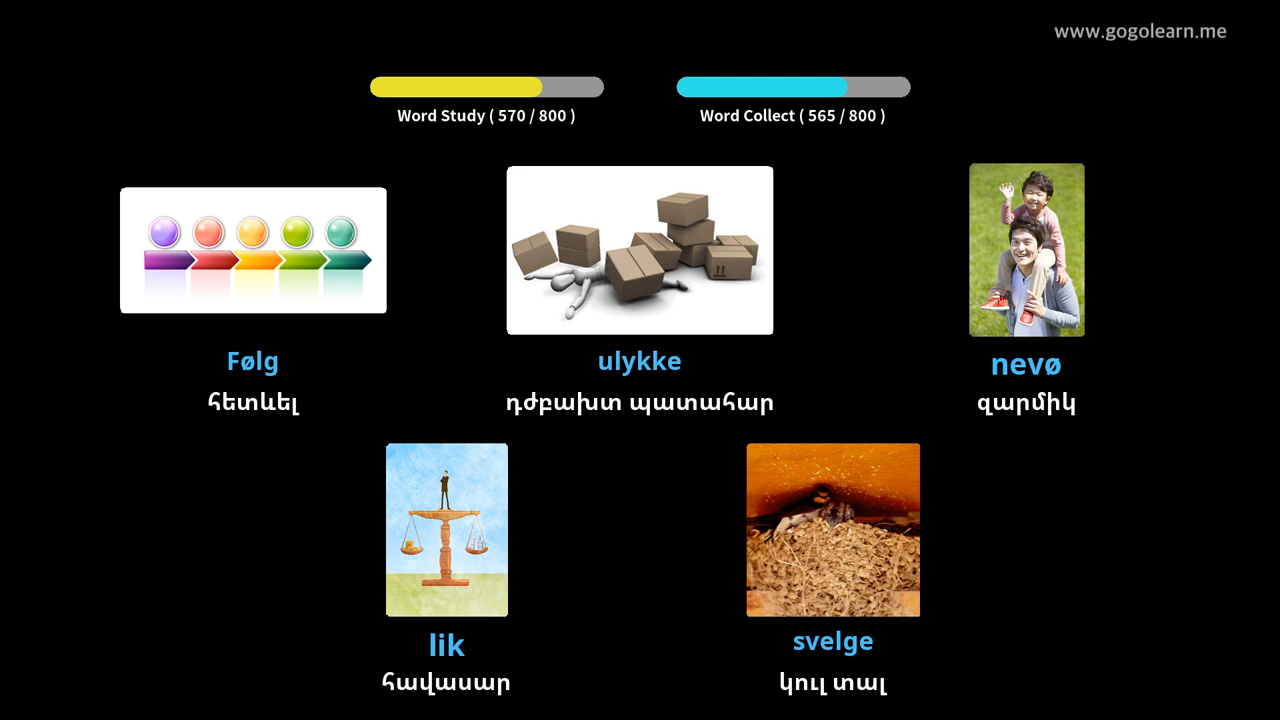 www.gogolearn.me
Word Study ( 570 / 800 )
Word Collect ( 565 / 800 )
Følg
հետևել
ulykke
դժբախտ պատահար
nevø
զարմիկ
lik
հավասար
svelge
կուլ տալ